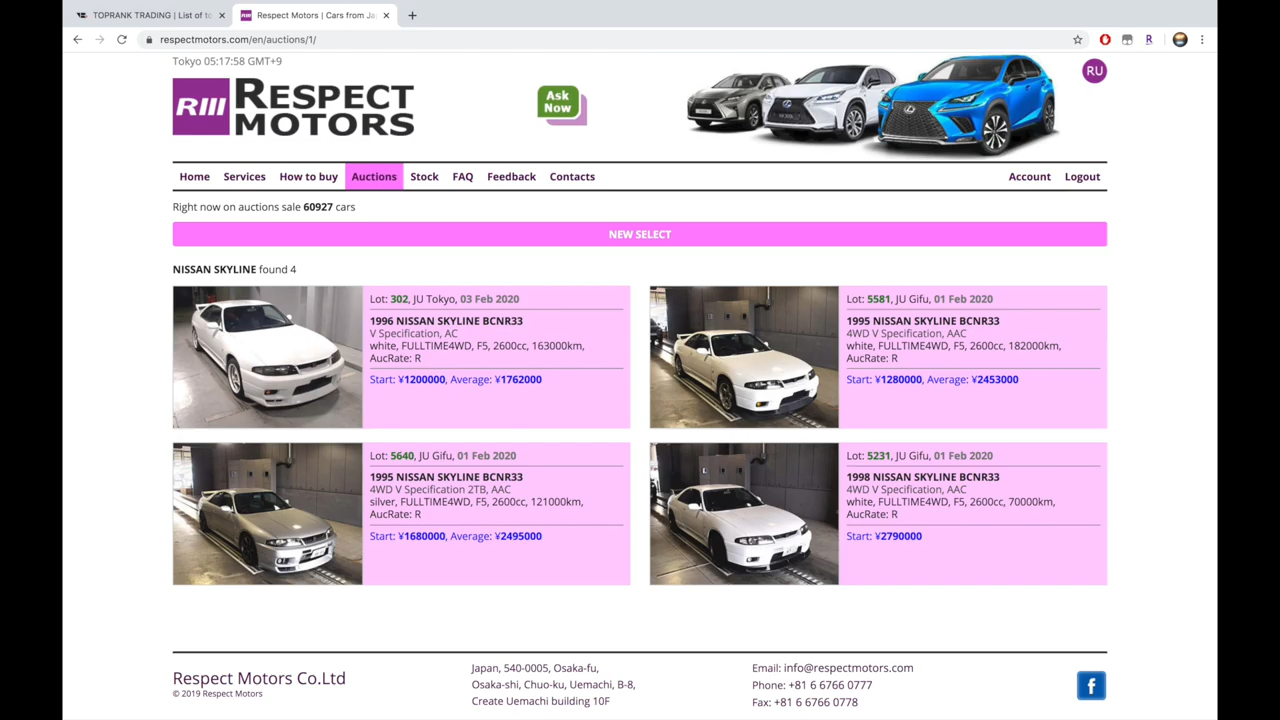 TOPRANK TRADING | List of to
Respect Motors | Cars from Ja
respectmotors.com/en/auctions/1/
Tokyo 05:17:58 GMT+9
RU
RIII RESPECT MOTORS
Ask
Now
Home Services How to buy Auctions Stock FAQ Feedback Contacts Account Logout
Right now on auctions sale 60927 cars
NEW SELECT
NISSAN SKYLINE found 4
Lot: 302, JU Tokyo, 03 Feb 2020
1996 NISSAN SKYLINE BCNR33
V Specification, AC
white, FULLTIME4WD, F5, 2600cc, 163000km,
AucRate: R
Start: ¥1200000, Average: ¥1762000
Lot: 5581, JU Gifu, 01 Feb 2020
1995 NISSAN SKYLINE BCNR33
4WD V Specification, AAC
white, FULLTIME4WD, F5, 2600cc, 182000km,
AucRate: R
Start: ¥1280000, Average: ¥2453000
Lot: 5640, JU Gifu, 01 Feb 2020
1995 NISSAN SKYLINE BCNR33
4WD V Specification 2TB, AAC
silver, FULLTIME4WD, F5, 2600cc, 121000km,
AucRate: R
Start: ¥1680000, Average: ¥2495000
Lot: 5231, JU Gifu, 01 Feb 2020
1998 NISSAN SKYLINE BCNR33
4WD V Specification, AAC
white, FULLTIME4WD, F5, 2600cc, 70000km,
AucRate: R
Start: ¥2790000
Respect Motors Co.Ltd
© 2019 Respect Motors
Japan, 540-0005, Osaka-fu,
Osaka-shi, Chuo-ku, Uemachi, B-8,
Create Uemachi building 10F
Email: info@respectmotors.com
Phone: +81 6 6766 0777
Fax: +81 6 6766 0778
f